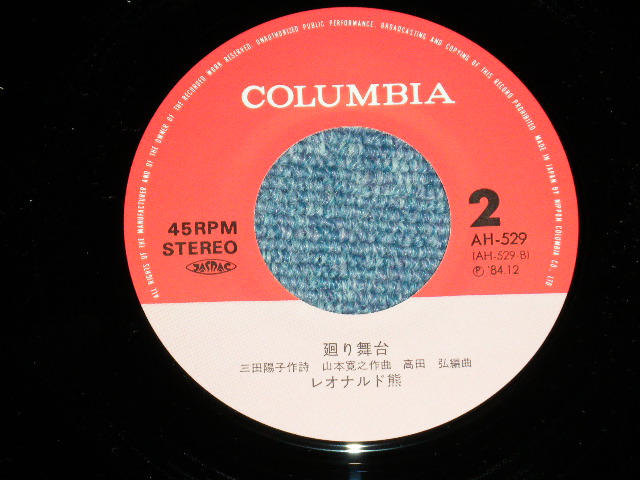 ALL RIGHTS OF THE MANUFACTURER AND OF THE OWNER OF THE RECORDED WORK RESERVED. UNAUTHORIZED PUBLIC PERFORMANCE, BROADCASTING AND COPYING OF THIS RECORD PROHIBITED. MADE IN JAPAN BY NIPPON COLUMBIA CO., LTD.
COLUMBIA
45RPM
STEREO
JASRAC
2
AH-529
(AH-529-B)
Ⓟ '84.12
廻り舞台
三田陽子作詩 山本寛之作曲 高田 弘編曲
レオナルド熊